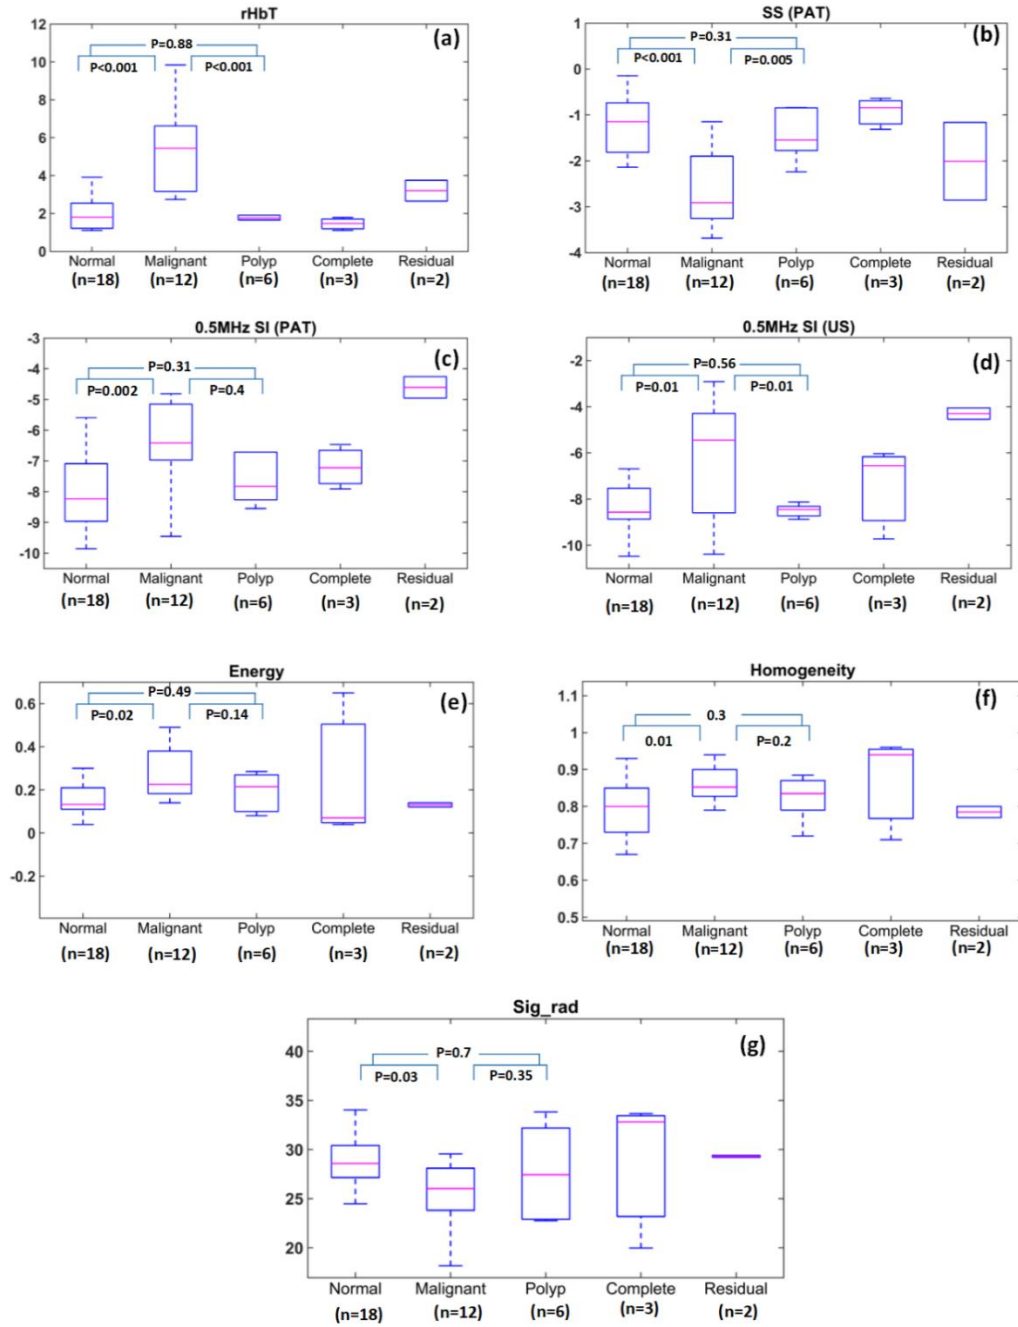 rHbT
(a)
12
10
8
6
4
2
0
P=0.88
P<0.001 P<0.001
Normal Malignant Polyp Complete Residual
(n=18) (n=12) (n=6) (n=3) (n=2)
SS (PAT)
(b)
1
0
-1
-2
-3
-4
P=0.31
P<0.001 P=0.005
Normal Malignant Polyp Complete Residual
(n=18) (n=12) (n=6) (n=3) (n=2)
0.5MHz SI (PAT)
(c)
-3
-4
-5
-6
-7
-8
-9
-10
P=0.31
P=0.002 P=0.4
Normal Malignant Polyp Complete Residual
(n=18) (n=12) (n=6) (n=3) (n=2)
0.5MHz SI (US)
(d)
-2
-4
-6
-8
-10
P=0.56
P=0.01 P=0.01
Normal Malignant Polyp Complete Residual
(n=18) (n=12) (n=6) (n=3) (n=2)
Energy
(e)
0.6
0.4
0.2
0
-0.2
P=0.49
P=0.02 P=0.14
Normal Malignant Polyp Complete Residual
(n=18) (n=12) (n=6) (n=3) (n=2)
Homogeneity
(f)
1.1
1
0.9
0.8
0.7
0.6
0.5
0.3
0.01 P=0.2
Normal Malignant Polyp Complete Residual
(n=18) (n=12) (n=6) (n=3) (n=2)
Sig_rad
(g)
40
35
30
25
20
P=0.7
P=0.03 P=0.35
Normal Malignant Polyp Complete Residual
(n=18) (n=12) (n=6) (n=3) (n=2)